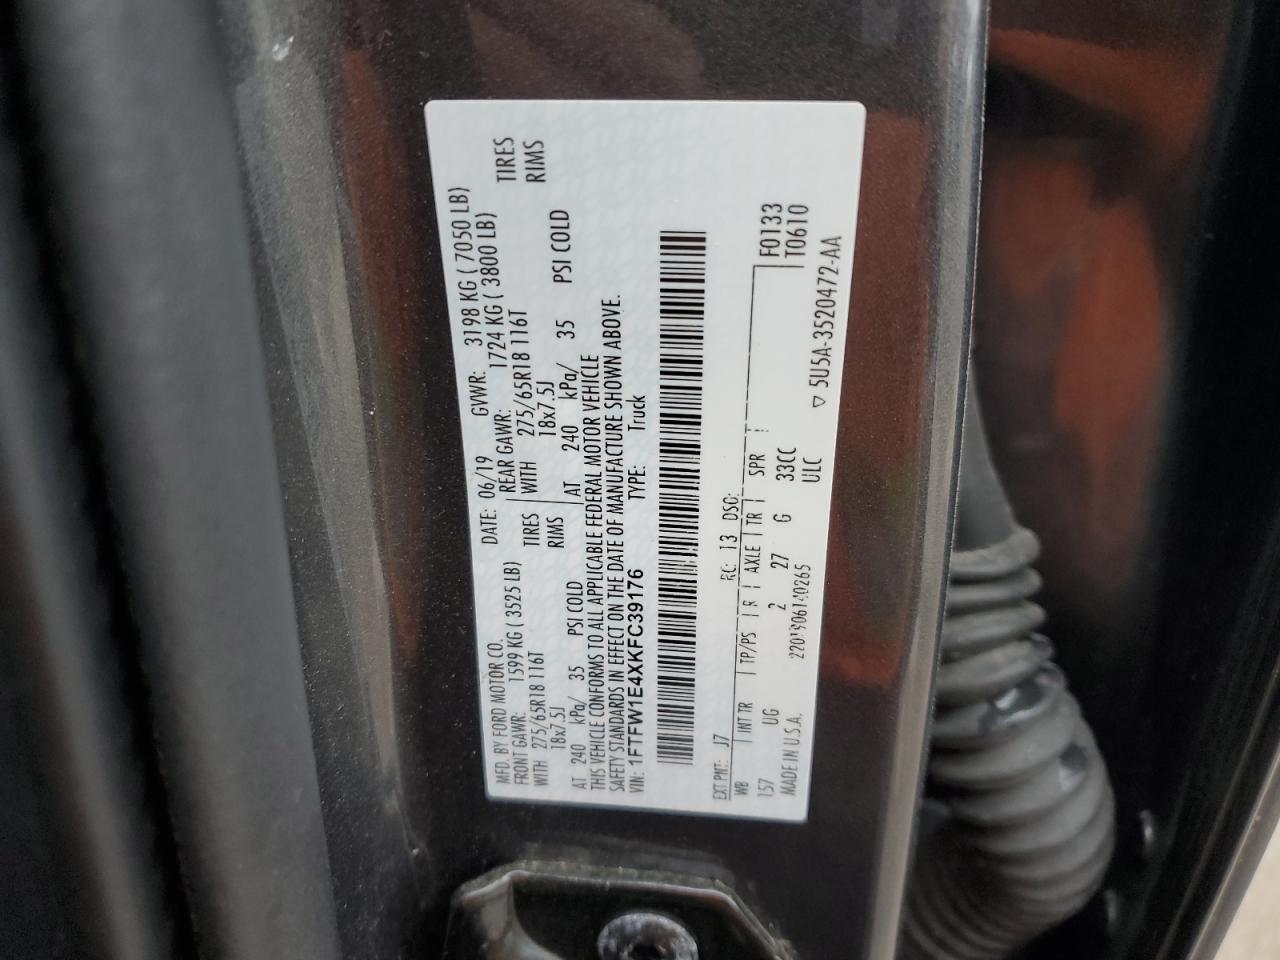 MFD. BY FORD MOTOR CO.
DATE: 06/19 GVWR: 3198 KG ( 7050 LB)
FRONT GAWR: 1599 KG ( 3525 LB) REAR GAWR: 1724 KG ( 3800 LB)
WITH 275/65R18 116T TIRES WITH 275/65R18 116T TIRES
18x7.5J RIMS 18x7.5J RIMS
AT 240 kPa/ 35 PSI COLD AT 240 kPa/ 35 PSI COLD
THIS VEHICLE CONFORMS TO ALL APPLICABLE FEDERAL MOTOR VEHICLE
SAFETY STANDARDS IN EFFECT ON THE DATE OF MANUFACTURE SHOWN ABOVE.
VIN: 1FTFW1E4XKFC39176 TYPE: Truck
EXT PNT: J7 RC: 13 DSO: F0133
WB INT TR TP/PS R AXLE TR SPR T0610
157 UG 2 27 G 33CC
MADE IN U.S.A. 220190614 0265 ULC
▽ 5U5A-3520472-AA